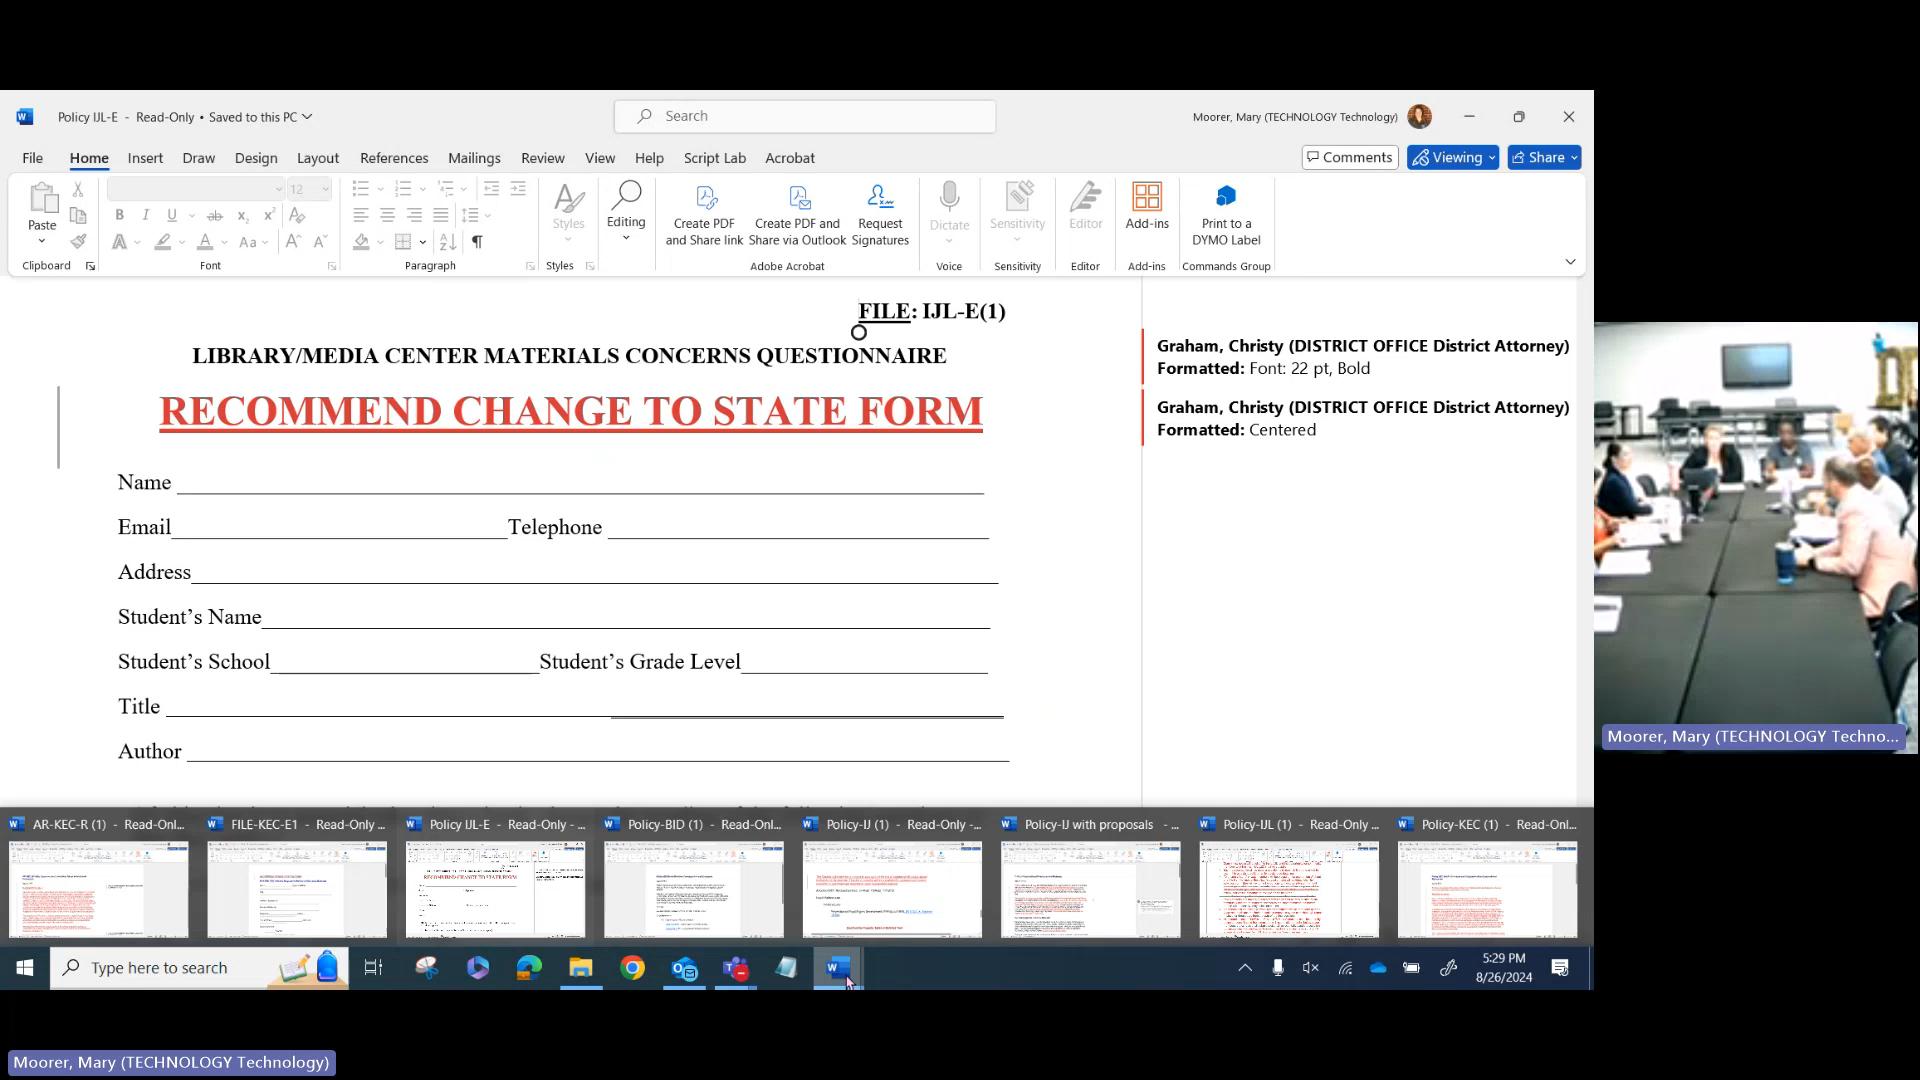 Policy IJL-E - Read-Only • Saved to this PC
Search
Moorer, Mary (TECHNOLOGY Technology)
File Home Insert Draw Design Layout References Mailings Review View Help Script Lab Acrobat
Comments Viewing Share
Paste
12
Styles
Editing
Create PDF and Share link
Create PDF and Share via Outlook
Request Signatures
Dictate
Sensitivity
Editor
Add-ins
Print to a DYMO Label
Clipboard Font Paragraph Styles Adobe Acrobat Voice Sensitivity Editor Add-ins Commands Group
FILE: IJL-E(1)
LIBRARY/MEDIA CENTER MATERIALS CONCERNS QUESTIONNAIRE
RECOMMEND CHANGE TO STATE FORM
Name
Email Telephone
Address
Student’s Name
Student’s School Student’s Grade Level
Title
Author
Graham, Christy (DISTRICT OFFICE District Attorney)
Formatted: Font: 22 pt, Bold
Graham, Christy (DISTRICT OFFICE District Attorney)
Formatted: Centered
Moorer, Mary (TECHNOLOGY Techno...
AR-KEC-R (1) - Read-Onl...
FILE-KEC-E1 - Read-Only ...
Policy IJL-E - Read-Only - ...
Policy-BID (1) - Read-Onl...
Policy-IJ (1) - Read-Only -...
Policy-IJ with proposals - ...
Policy-IJL (1) - Read-Only ...
Policy-KEC (1) - Read-Onl...
Type here to search
5:29 PM
8/26/2024
Moorer, Mary (TECHNOLOGY Technology)